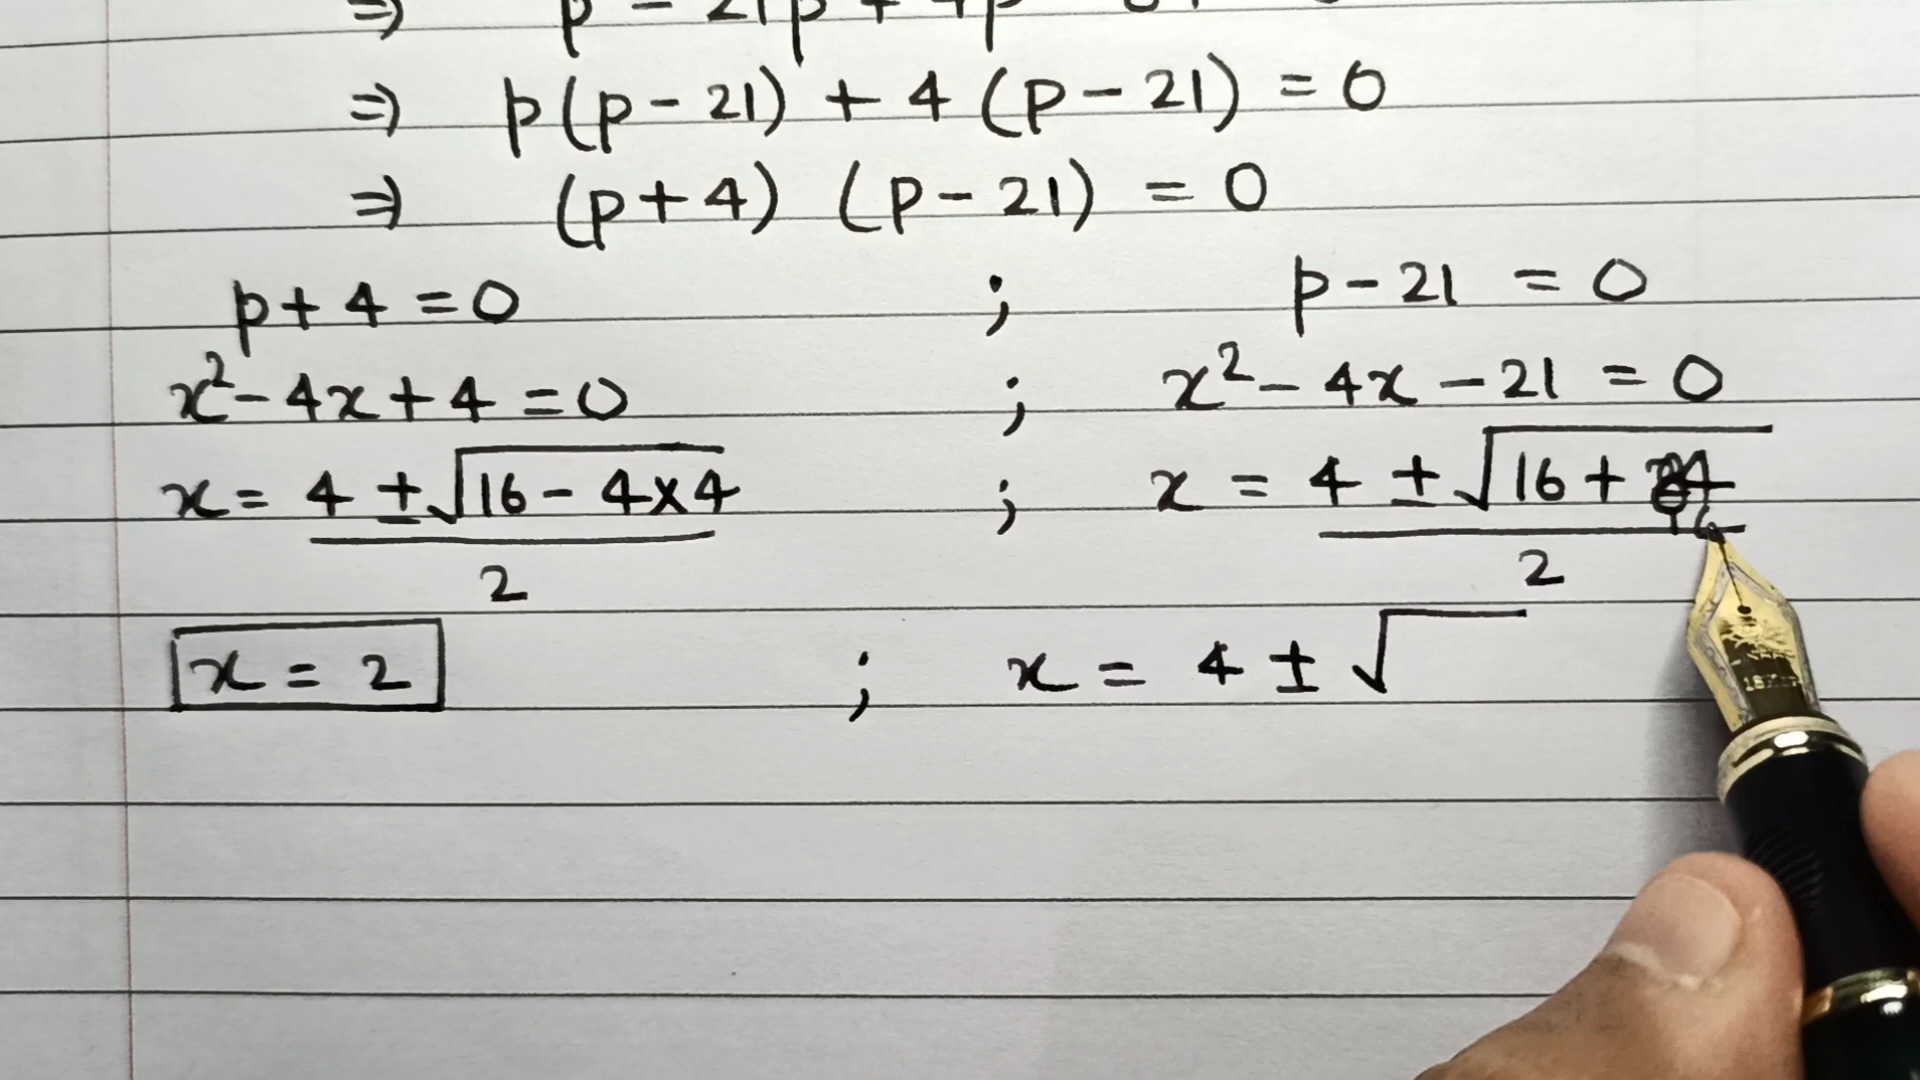 ⇒ p(p-21) + 4 (p-21) = 0
⇒ (p+4) (p-21) = 0
p+4=0 ; p-21 = 0
x²-4x+4=0 ; x²-4x-21 = 0
x = (4 ± √(16-4×4))/2 ; x = (4 ± √(16+84))/2
x = 2 ; x = 4 ± √